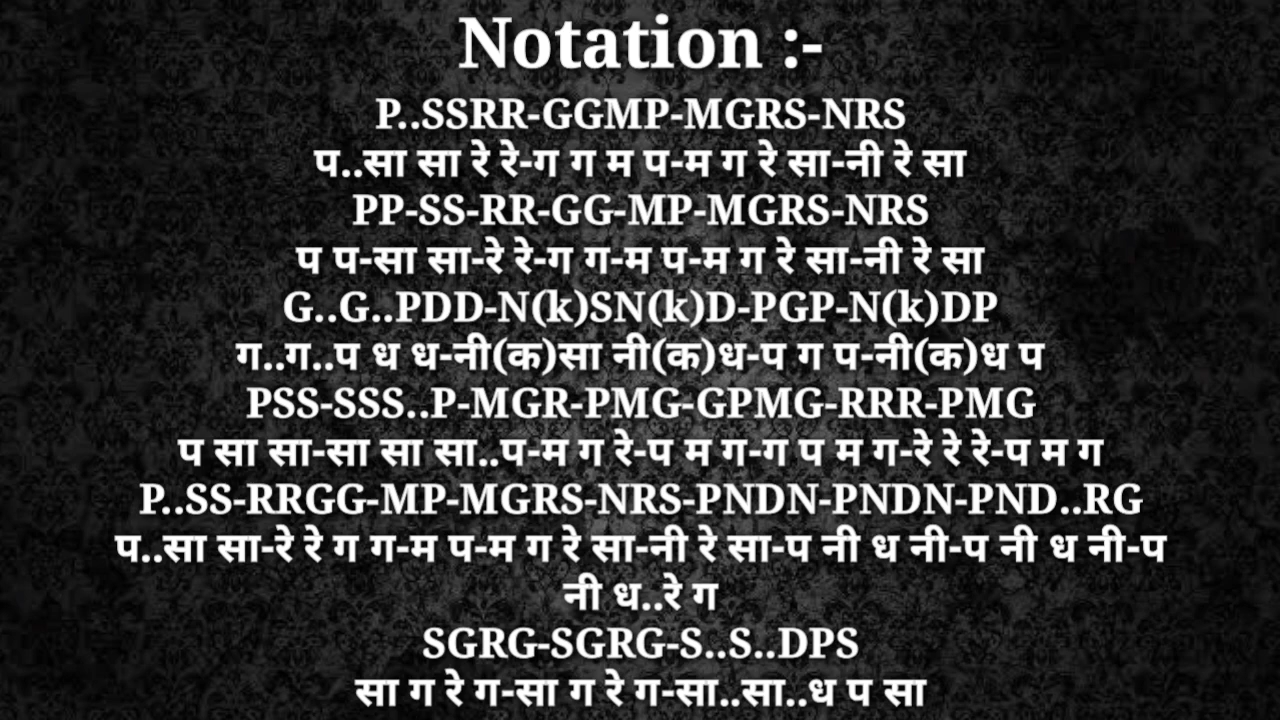 Notation :-
P..SSRR-GGMP-MGRS-NRS
प..सा सा रे रे-ग ग म प-म ग रे सा-नी रे सा
PP-SS-RR-GG-MP-MGRS-NRS
प प-सा सा-रे रे-ग ग-म प-म ग रे सा-नी रे सा
G..G..PDD-N(k)SN(k)D-PGP-N(k)DP
ग..ग..प ध ध-नी(क)सा नी(क)ध-प ग प-नी(क)ध प
PSS-SSS..P-MGR-PMG-GPMG-RRR-PMG
प सा सा-सा सा सा..प-म ग रे-प म ग-ग प म ग-रे रे रे-प म ग
P..SS-RRGG-MP-MGRS-NRS-PNDN-PNDN-PND..RG
प..सा सा-रे रे ग ग-म प-म ग रे सा-नी रे सा-प नी ध नी-प नी ध नी-प
नी ध..रे ग
SGRG-SGRG-S..S..DPS
सा ग रे ग-सा ग रे ग-सा..सा..ध प सा